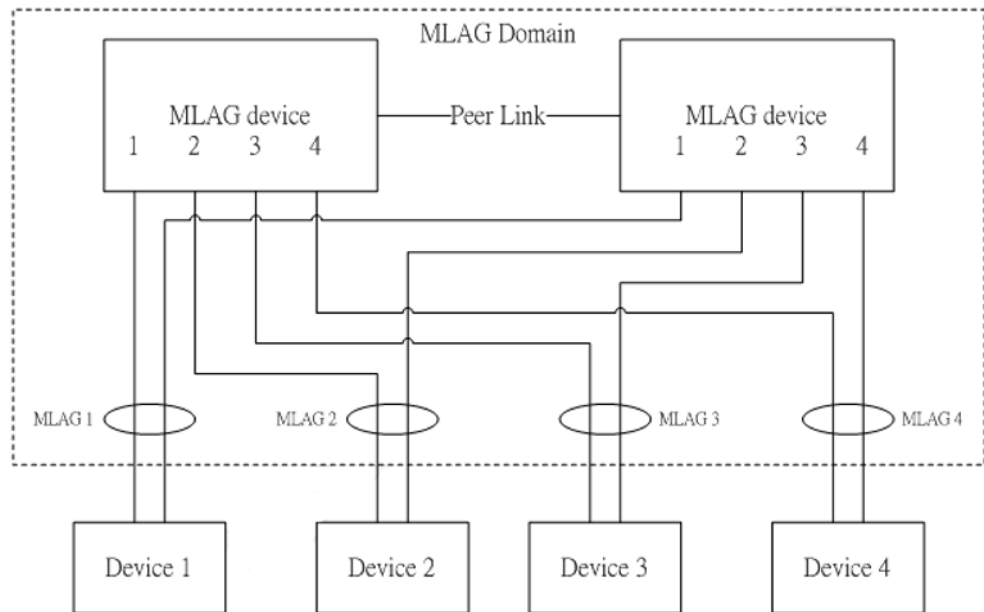 MLAG Domain
MLAG device
1 2 3 4
Peer Link
MLAG device
1 2 3 4
MLAG 1
MLAG 2
MLAG 3
MLAG 4
Device 1
Device 2
Device 3
Device 4